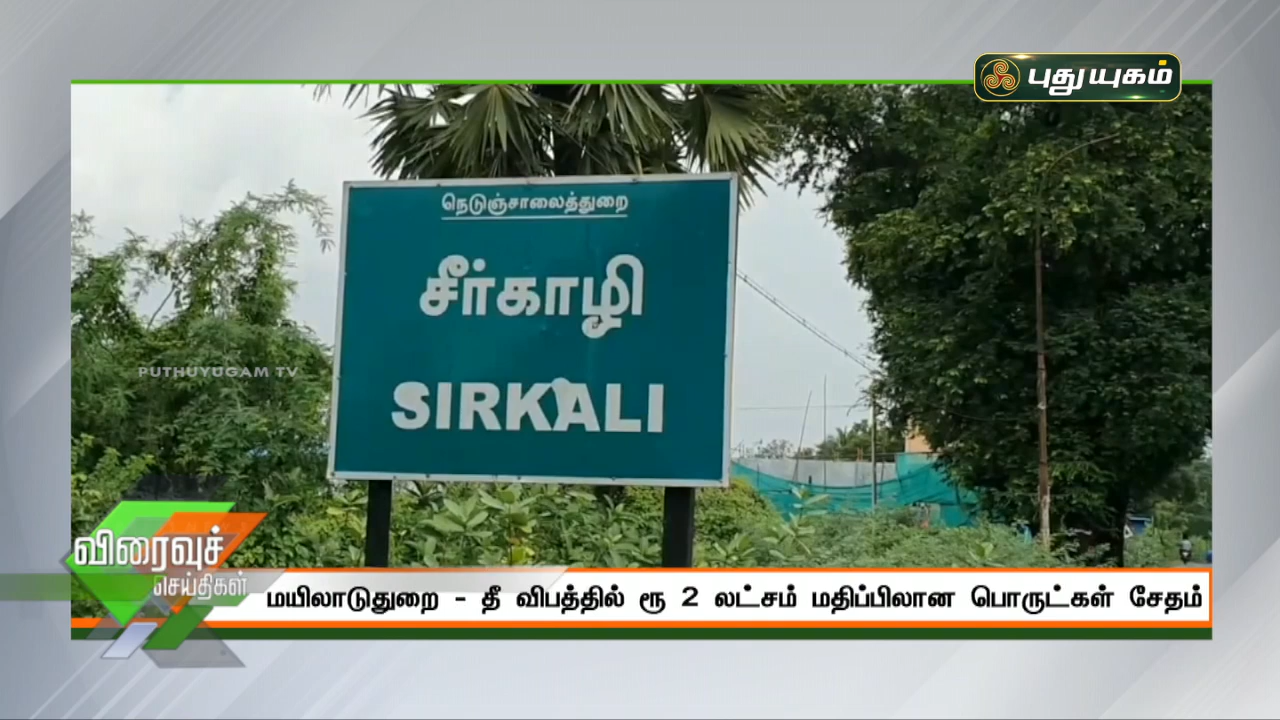 புதுயுகம்
நெடுஞ்சாலைத்துறை
சீர்காழி
SIRKALI
PUTHUYUGAM TV
விரைவுச்
செய்திகள்
மயிலாடுதுறை - தீ விபத்தில் ரூ 2 லட்சம் மதிப்பிலான பொருட்கள் சேதம்